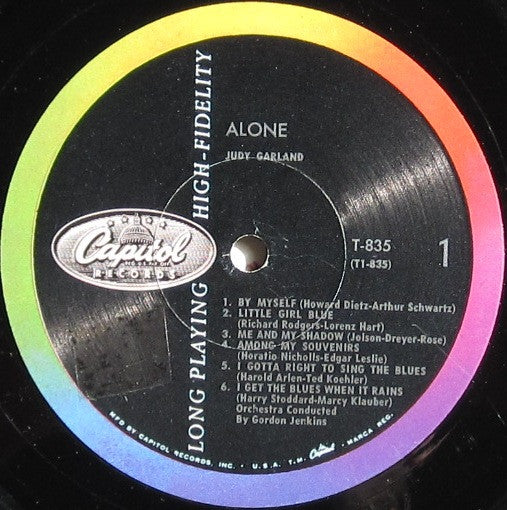 ALONE
JUDY GARLAND
LONG PLAYING HIGH-FIDELITY
Capitol
REG. U.S. PAT. OFF.
RECORDS
T-835
(T1-835)
1
1. BY MYSELF (Howard Dietz-Arthur Schwartz)
2. LITTLE GIRL BLUE
(Richard Rodgers-Lorenz Hart)
3. ME AND MY SHADOW (Jolson-Dreyer-Rose)
4. AMONG MY SOUVENIRS
(Horatio Nicholls-Edgar Leslie)
5. I GOTTA RIGHT TO SING THE BLUES
(Harold Arlen-Ted Koehler)
6. I GET THE BLUES WHEN IT RAINS
(Harry Stoddard-Marcy Klauber)
Orchestra Conducted
By Gordon Jenkins
MFD BY CAPITOL RECORDS, INC. • U.S.A. T.M. Capitol MARCA REG.